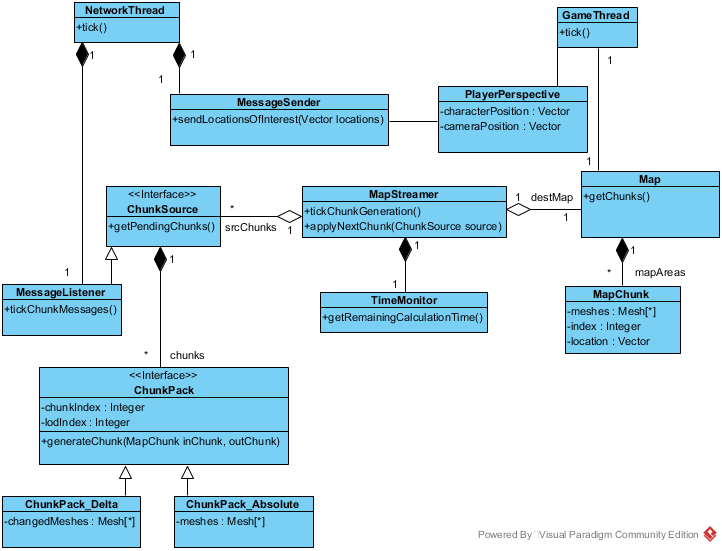 NetworkThread
+tick()
GameThread
+tick()
1
1
1
1
MessageSender
+sendLocationsOfInterest(Vector locations)
PlayerPerspective
-characterPosition : Vector
-cameraPosition : Vector
1
<<Interface>>
ChunkSource
+getPendingChunks()
*
srcChunks
1
MapStreamer
+tickChunkGeneration()
+applyNextChunk(ChunkSource source)
1
destMap
1
Map
+getChunks()
1
1
1
*
mapAreas
1
1
MessageListener
+tickChunkMessages()
TimeMonitor
+getRemainingCalculationTime()
MapChunk
-meshes : Mesh[*]
-index : Integer
-location : Vector
*
chunks
<<Interface>>
ChunkPack
-chunkIndex : Integer
-lodIndex : Integer
+generateChunk(MapChunk inChunk, outChunk)
ChunkPack_Delta
-changedMeshes : Mesh[*]
ChunkPack_Absolute
-meshes : Mesh[*]
Powered By Visual Paradigm Community Edition